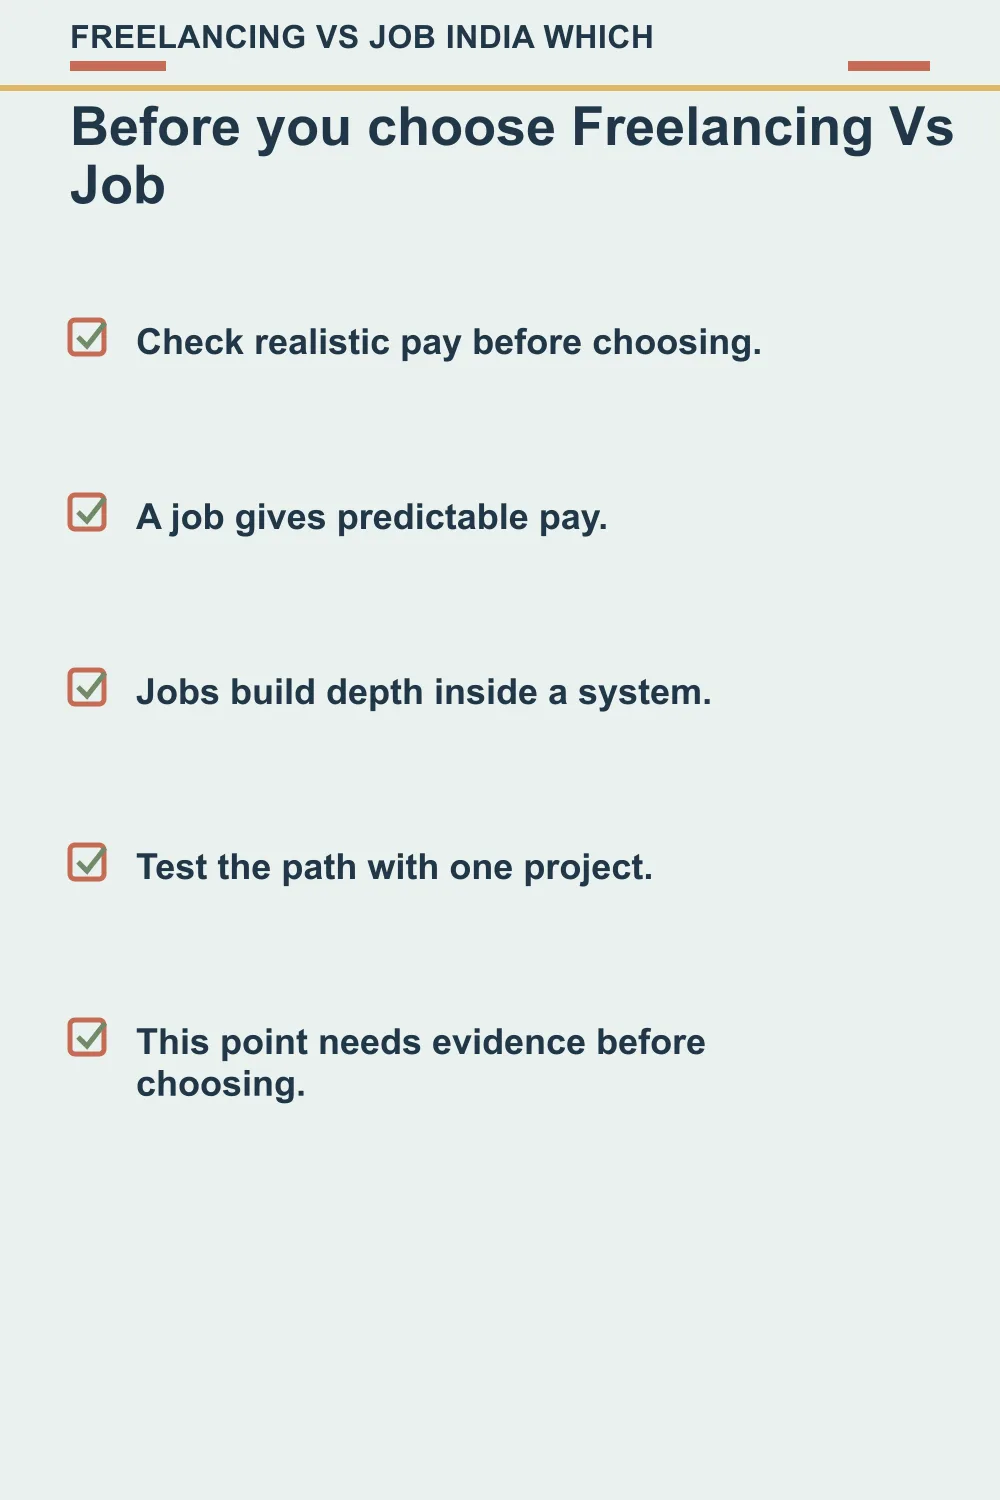 FREELANCING VS JOB INDIA WHICH
Before you choose Freelancing Vs
Job
Check realistic pay before choosing.
A job gives predictable pay.
Jobs build depth inside a system.
Test the path with one project.
This point needs evidence before
choosing.